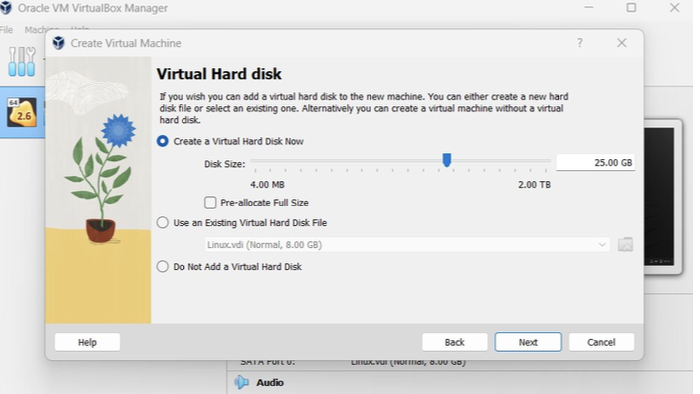 Oracle VM VirtualBox Manager
File Machine Help
Create Virtual Machine
?
64
2.6
Virtual Hard disk
If you wish you can add a virtual hard disk to the new machine. You can either create a new hard
disk file or select an existing one. Alternatively you can create a virtual machine without a virtual
hard disk.
Create a Virtual Hard Disk Now
Disk Size:
25.00 GB
4.00 MB
2.00 TB
Pre-allocate Full Size
Use an Existing Virtual Hard Disk File
Linux.vdi (Normal, 8.00 GB)
Do Not Add a Virtual Hard Disk
Help
Back
Next
Cancel
SATA Port 0: Linux.vdi (Normal, 8.00 GB)
Audio